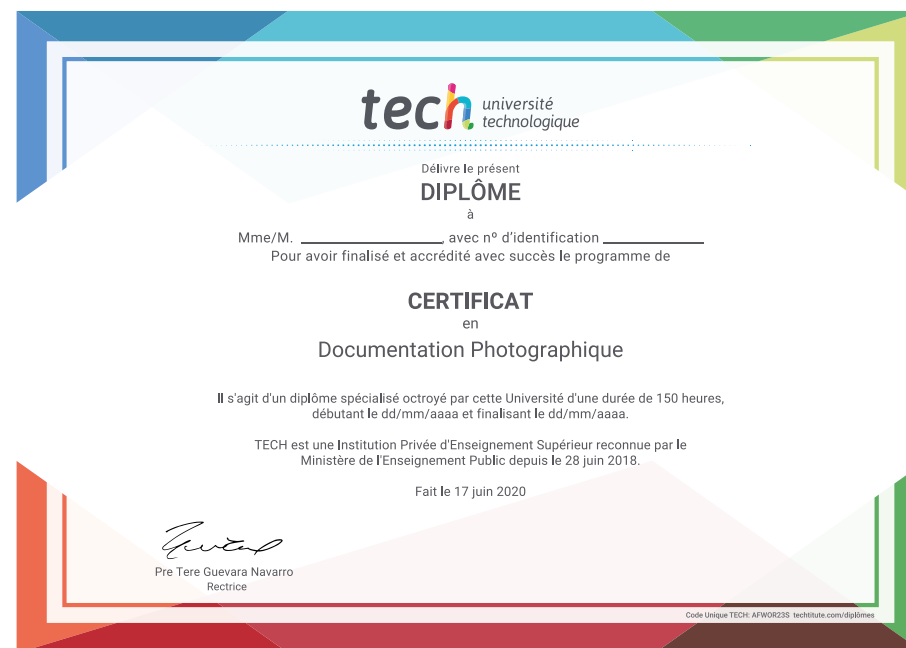 tech université
technologique
Délivre le présent
DIPLÔME
à
Mme/M. ____________________, avec nº d'identification ______________
Pour avoir finalisé et accrédité avec succès le programme de
CERTIFICAT
en
Documentation Photographique
Il s'agit d'un diplôme spécialisé octroyé par cette Université d'une durée de 150 heures,
débutant le dd/mm/aaaa et finalisant le dd/mm/aaaa.
TECH est une Institution Privée d'Enseignement Supérieur reconnue par le
Ministère de l'Enseignement Public depuis le 28 juin 2018.
Fait le 17 juin 2020
Pre Tere Guevara Navarro
Rectrice
Code Unique TECH: AFWOR23S techtitute.com/diplômes